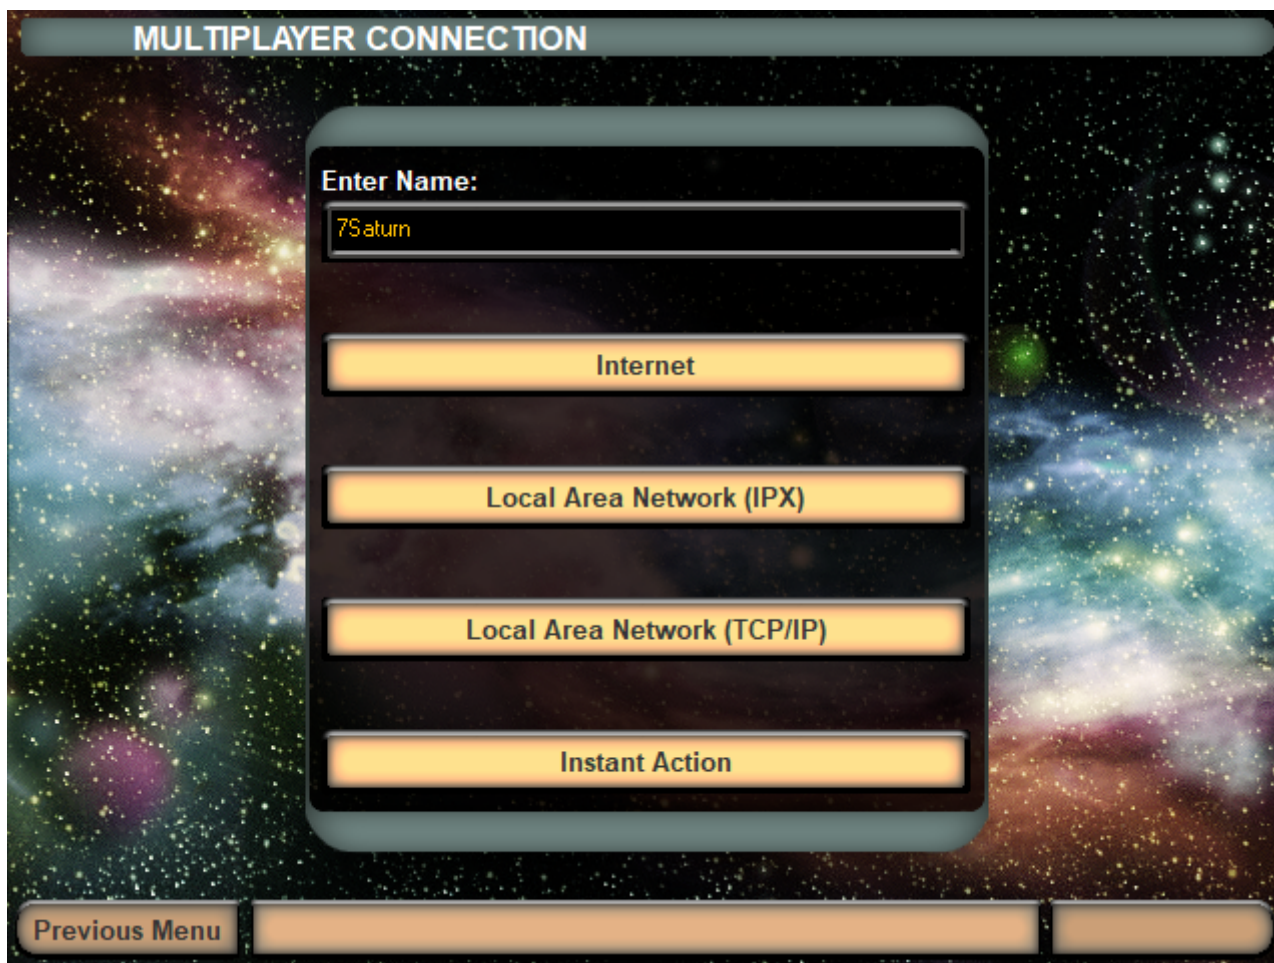 MULTIPLAYER CONNECTION
Enter Name:
7Saturn
Internet
Local Area Network (IPX)
Local Area Network (TCP/IP)
Instant Action
Previous Menu